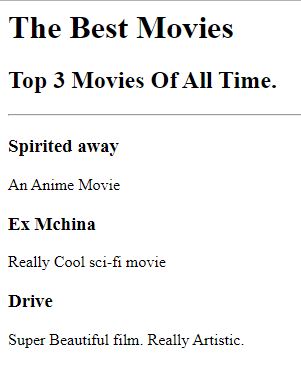 The Best Movies
Top 3 Movies Of All Time.
Spirited away
An Anime Movie
Ex Mchina
Really Cool sci-fi movie
Drive
Super Beautiful film. Really Artistic.